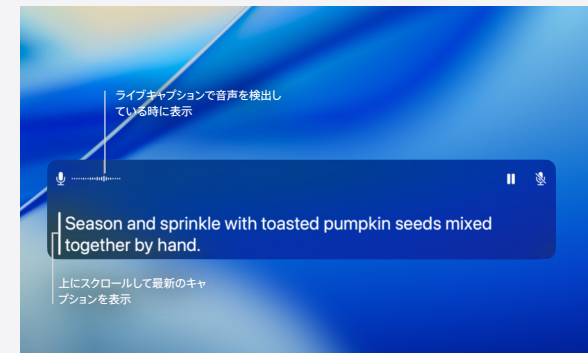 ライブキャプションで音声を検出し
ている時に表示
Season and sprinkle with toasted pumpkin seeds mixed
together by hand.
上にスクロールして最新のキャ
プションを表示